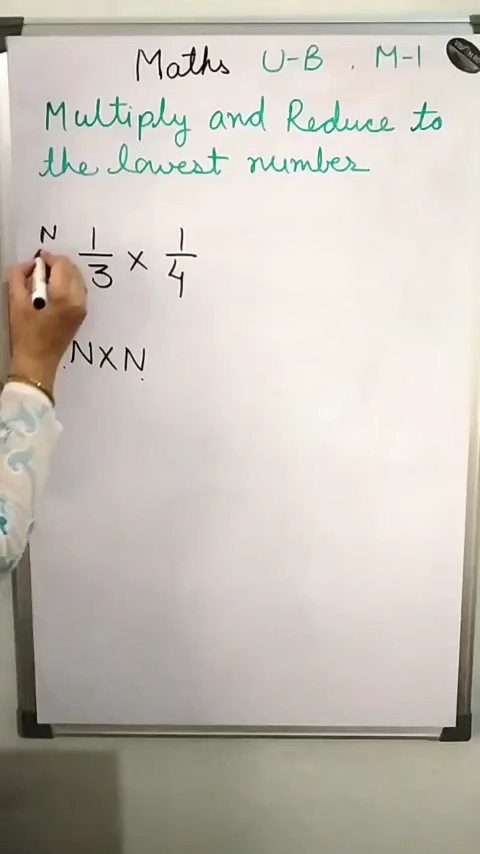 Maths U-B . M-1
Multiply and Reduce to
the lowest number
N 1/3 × 1/4
.N×N.